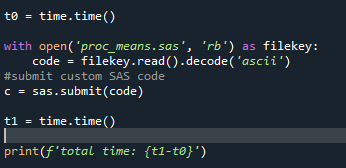 t0 = time.time()
with open('proc_means.sas', 'rb') as filekey:
code = filekey.read().decode('ascii')
#submit custom SAS code
c = sas.submit(code)
t1 = time.time()
print(f'total time: {t1-t0}')